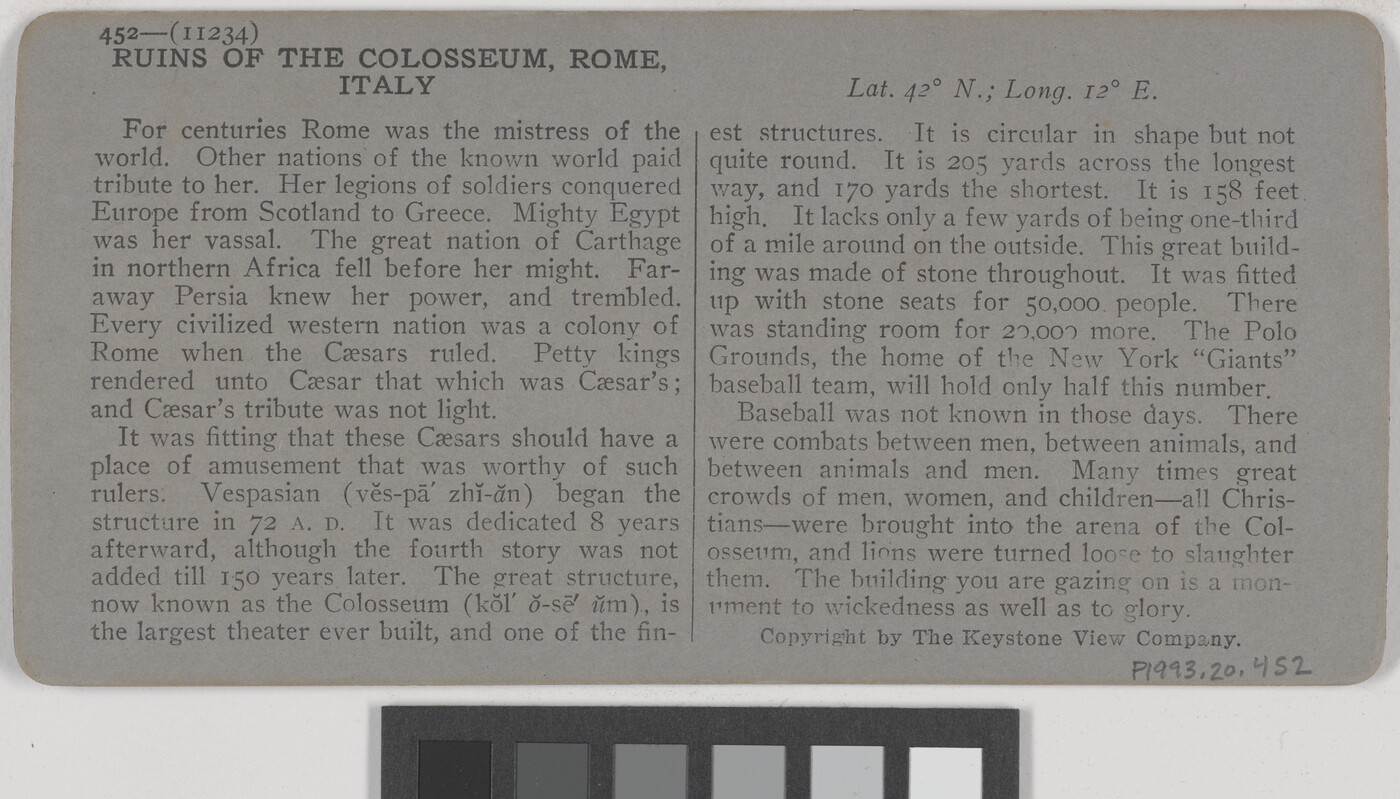 452—(11234)
RUINS OF THE COLOSSEUM, ROME,
ITALY
For centuries Rome was the mistress of the
world. Other nations of the known world paid
tribute to her. Her legions of soldiers conquered
Europe from Scotland to Greece. Mighty Egypt
was her vassal. The great nation of Carthage
in northern Africa fell before her might. Far-
away Persia knew her power, and trembled.
Every civilized western nation was a colony of
Rome when the Cæsars ruled. Petty kings
rendered unto Cæsar that which was Cæsar's;
and Cæsar's tribute was not light.
It was fitting that these Cæsars should have a
place of amusement that was worthy of such
rulers. Vespasian (vĕs-pā′ zhĭ-ăn) began the
structure in 72 A. D. It was dedicated 8 years
afterward, although the fourth story was not
added till 150 years later. The great structure,
now known as the Colosseum (kŏl′ ŏ-sē′ ŭm), is
the largest theater ever built, and one of the fin-
Lat. 42° N.; Long. 12° E.
est structures. It is circular in shape but not
quite round. It is 205 yards across the longest
way, and 170 yards the shortest. It is 158 feet
high. It lacks only a few yards of being one-third
of a mile around on the outside. This great build-
ing was made of stone throughout. It was fitted
up with stone seats for 50,000 people. There
was standing room for 20,000 more. The Polo
Grounds, the home of the New York "Giants"
baseball team, will hold only half this number.
Baseball was not known in those days. There
were combats between men, between animals, and
between animals and men. Many times great
crowds of men, women, and children—all Chris-
tians—were brought into the arena of the Col-
osseum, and lions were turned loose to slaughter
them. The building you are gazing on is a mon-
ument to wickedness as well as to glory.
Copyright by The Keystone View Company.
P1993.20.452